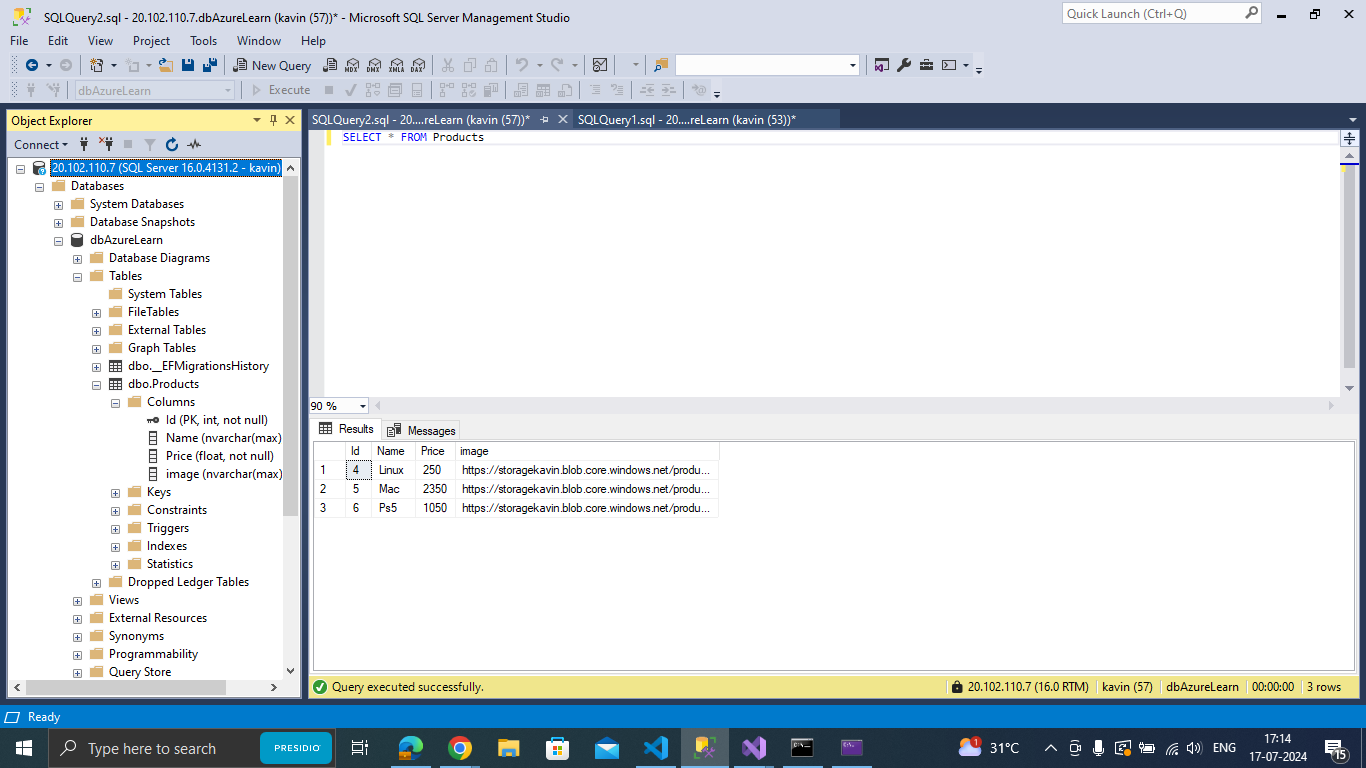 SQLQuery2.sql - 20.102.110.7.dbAzureLearn (kavin (57))* - Microsoft SQL Server Management Studio
Quick Launch (Ctrl+Q)
File Edit View Project Tools Window Help
New Query MDX DMX XMLA DAX
dbAzureLearn Execute
Object Explorer
Connect
20.102.110.7 (SQL Server 16.0.4131.2 - kavin)
Databases
System Databases
Database Snapshots
dbAzureLearn
Database Diagrams
Tables
System Tables
FileTables
External Tables
Graph Tables
dbo.__EFMigrationsHistory
dbo.Products
Columns
Id (PK, int, not null)
Name (nvarchar(max)
Price (float, not null)
image (nvarchar(max)
Keys
Constraints
Triggers
Indexes
Statistics
Dropped Ledger Tables
Views
External Resources
Synonyms
Programmability
Query Store
SQLQuery2.sql - 20....reLearn (kavin (57))* SQLQuery1.sql - 20....reLearn (kavin (53))*
SELECT * FROM Products
90 %
Results Messages
Id Name Price image
1 4 Linux 250 https://storagekavin.blob.core.windows.net/produ...
2 5 Mac 2350 https://storagekavin.blob.core.windows.net/produ...
3 6 Ps5 1050 https://storagekavin.blob.core.windows.net/produ...
Query executed successfully. 20.102.110.7 (16.0 RTM) kavin (57) dbAzureLearn 00:00:00 3 rows
Ready
Type here to search PRESIDIO 1 31°C ENG 17:14
17-07-2024 15